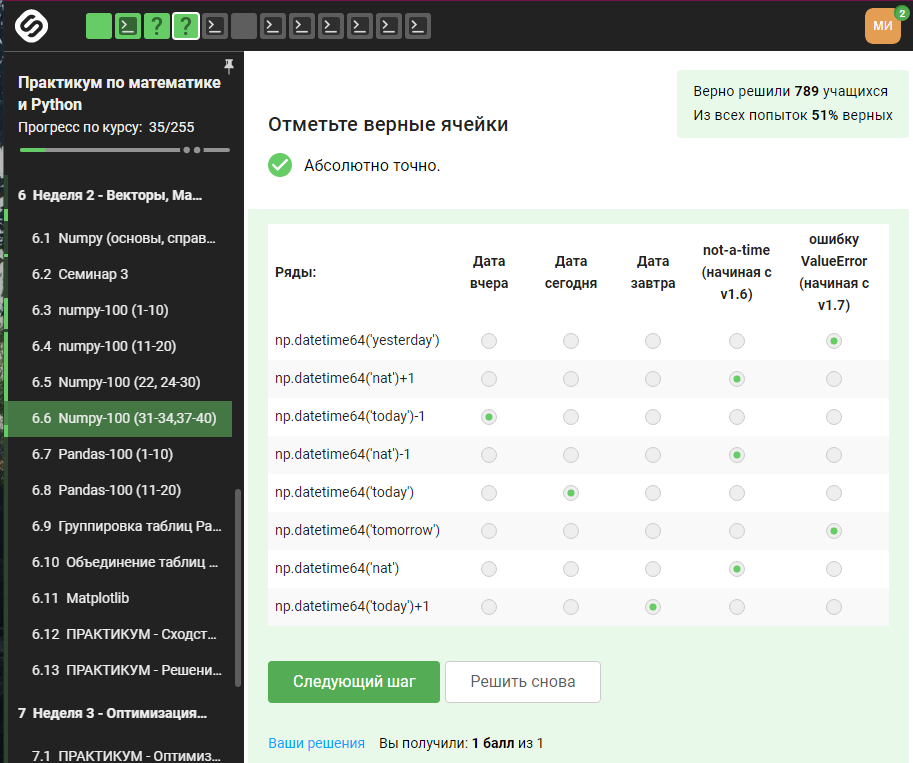 ? ?
МИ
2
Практикум по математике
и Python
Прогресс по курсу: 35/255
6 Неделя 2 - Векторы, Ма...
6.1 Numpy (основы, справ...
6.2 Семинар 3
6.3 numpy-100 (1-10)
6.4 numpy-100 (11-20)
6.5 Numpy-100 (22, 24-30)
6.6 Numpy-100 (31-34,37-40)
6.7 Pandas-100 (1-10)
6.8 Pandas-100 (11-20)
6.9 Группировка таблиц Pa...
6.10 Объединение таблиц ...
6.11 Matplotlib
6.12 ПРАКТИКУМ - Сходст...
6.13 ПРАКТИКУМ - Решени...
7 Неделя 3 - Оптимизация...
7.1 ПРАКТИКУМ - Оптимиз...
Верно решили 789 учащихся
Из всех попыток 51% верных
Отметьте верные ячейки
Абсолютно точно.
Ряды:
Дата
вчера
Дата
сегодня
Дата
завтра
not-a-time
(начиная с
v1.6)
ошибку
ValueError
(начиная с
v1.7)
np.datetime64('yesterday')
np.datetime64('nat')+1
np.datetime64('today')-1
np.datetime64('nat')-1
np.datetime64('today')
np.datetime64('tomorrow')
np.datetime64('nat')
np.datetime64('today')+1
Следующий шаг
Решить снова
Ваши решения Вы получили: 1 балл из 1